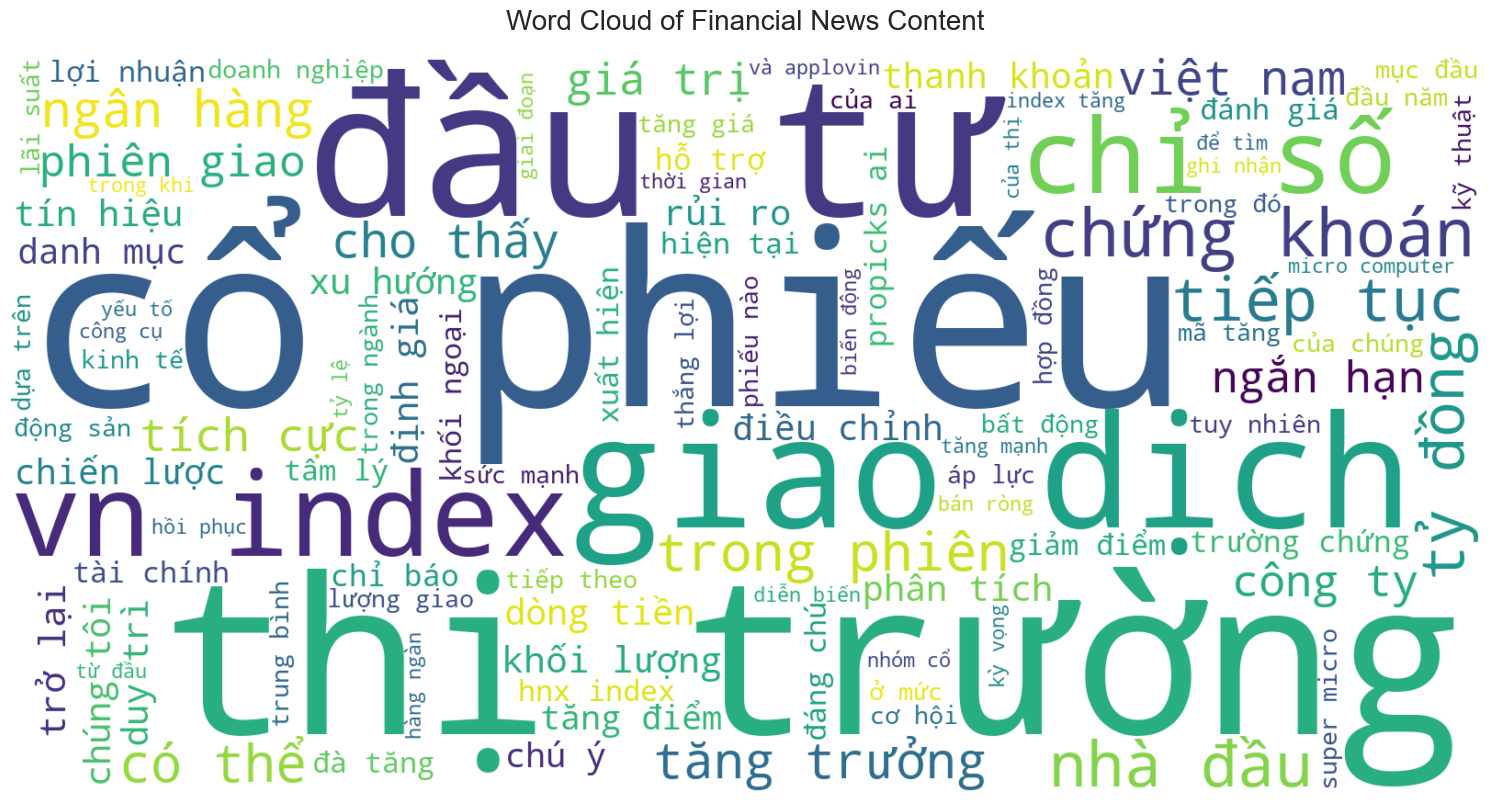 Word Cloud of Financial News Content
lợi nhuận
doanh nghiệp
lãi suất
ngân hàng
phiên giao
trong khi
tín hiệu
danh mục
đầu tư
giai đoạn
giá trị
và applovin
thanh khoản
việt nam
mục đầu
của ai
index tăng
đánh giá
đầu năm
tăng giá
hỗ trợ
thời gian
chỉ số
để tìm
ghi nhận
của thị
kỹ thuật
propicks ai
rủi ro
hiện tại
trong đó
chứng khoán
cho thấy
xu hướng
cổ phiếu
micro computer
tiếp tục
dựa trên
yếu tố
công cụ
kinh tế
tỷ lệ
trong ngành
định giá
khối ngoại
xuất hiện
thắng lợi
phiếu nào
biến động
hợp đồng
mã tăng
của chúng
ngắn hạn
tỷ đồng
động sản
tích cực
chiến lược
tâm lý
sức mạnh
điều chỉnh
bất động
tuy nhiên
tăng mạnh
áp lực
bán ròng
vn index
hồi phục
giao dịch
trong phiên
giảm điểm
trường chứng
tài chính
chỉ báo
lượng giao
tiếp theo
dòng tiền
diễn biến
phân tích
công ty
trở lại
chúng tôi
từ đầu
duy trì
thị trường
trung bình
hàng ngàn
khối lượng
hnx index
tăng điểm
đáng chú
nhóm cổ
ở mức
cơ hội
kỳ vọng
super micro
có thể
đà tăng
chú ý
tăng trưởng
nhà đầu